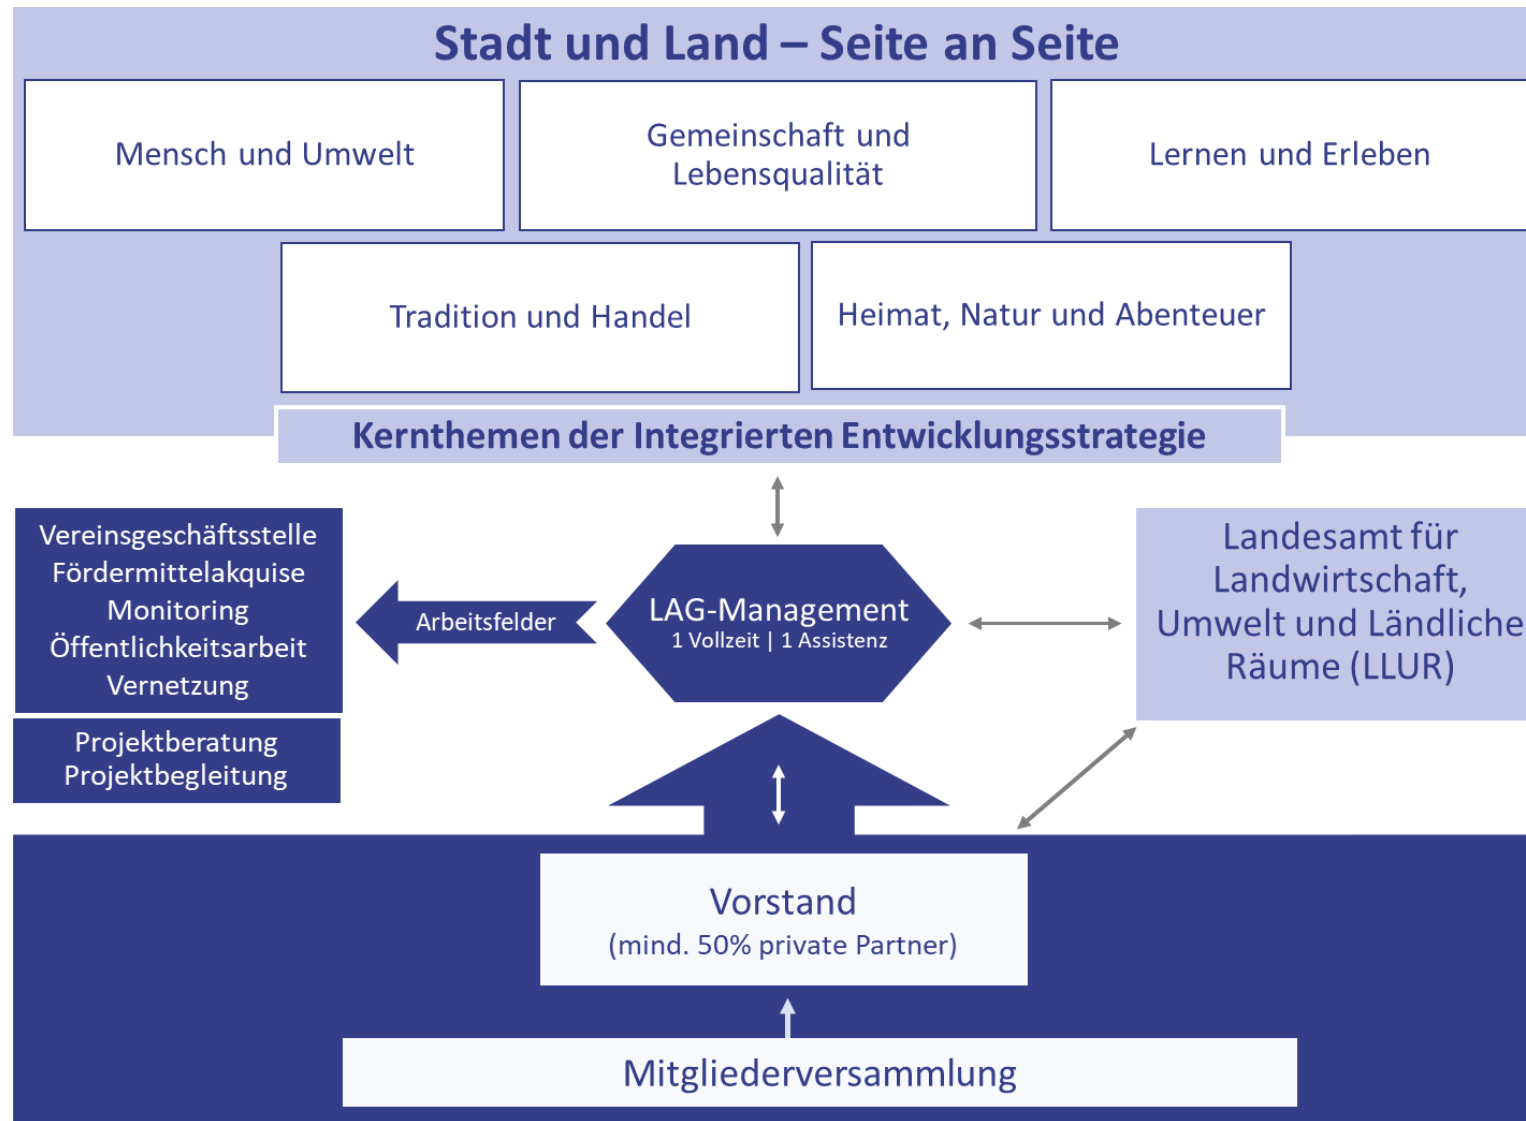 Stadt und Land – Seite an Seite
Mensch und Umwelt
Gemeinschaft und
Lebensqualität
Lernen und Erleben
Tradition und Handel
Heimat, Natur und Abenteuer
Kernthemen der Integrierten Entwicklungsstrategie
Vereinsgeschäftsstelle
Fördermittelakquise
Monitoring
Öffentlichkeitsarbeit
Vernetzung
Projektberatung
Projektbegleitung
Arbeitsfelder
LAG-Management
1 Vollzeit | 1 Assistenz
Landesamt für
Landwirtschaft,
Umwelt und Ländliche
Räume (LLUR)
Vorstand
(mind. 50% private Partner)
Mitgliederversammlung